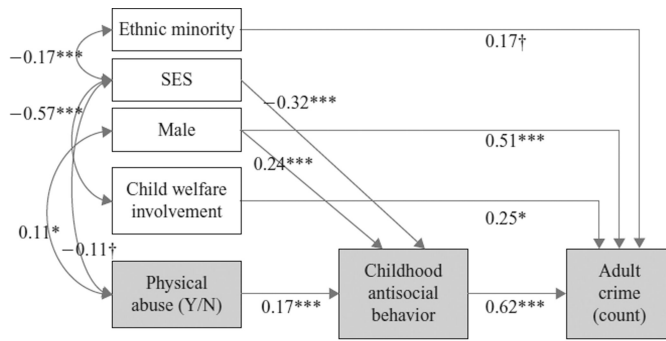 Ethnic minority
0.17†
−0.17***
SES
−0.57***
−0.32***
Male
0.51***
0.24***
Child welfare
involvement
0.25*
0.11*
−0.11†
Physical
abuse (Y/N)
0.17***
Childhood
antisocial
behavior
0.62***
Adult
crime
(count)